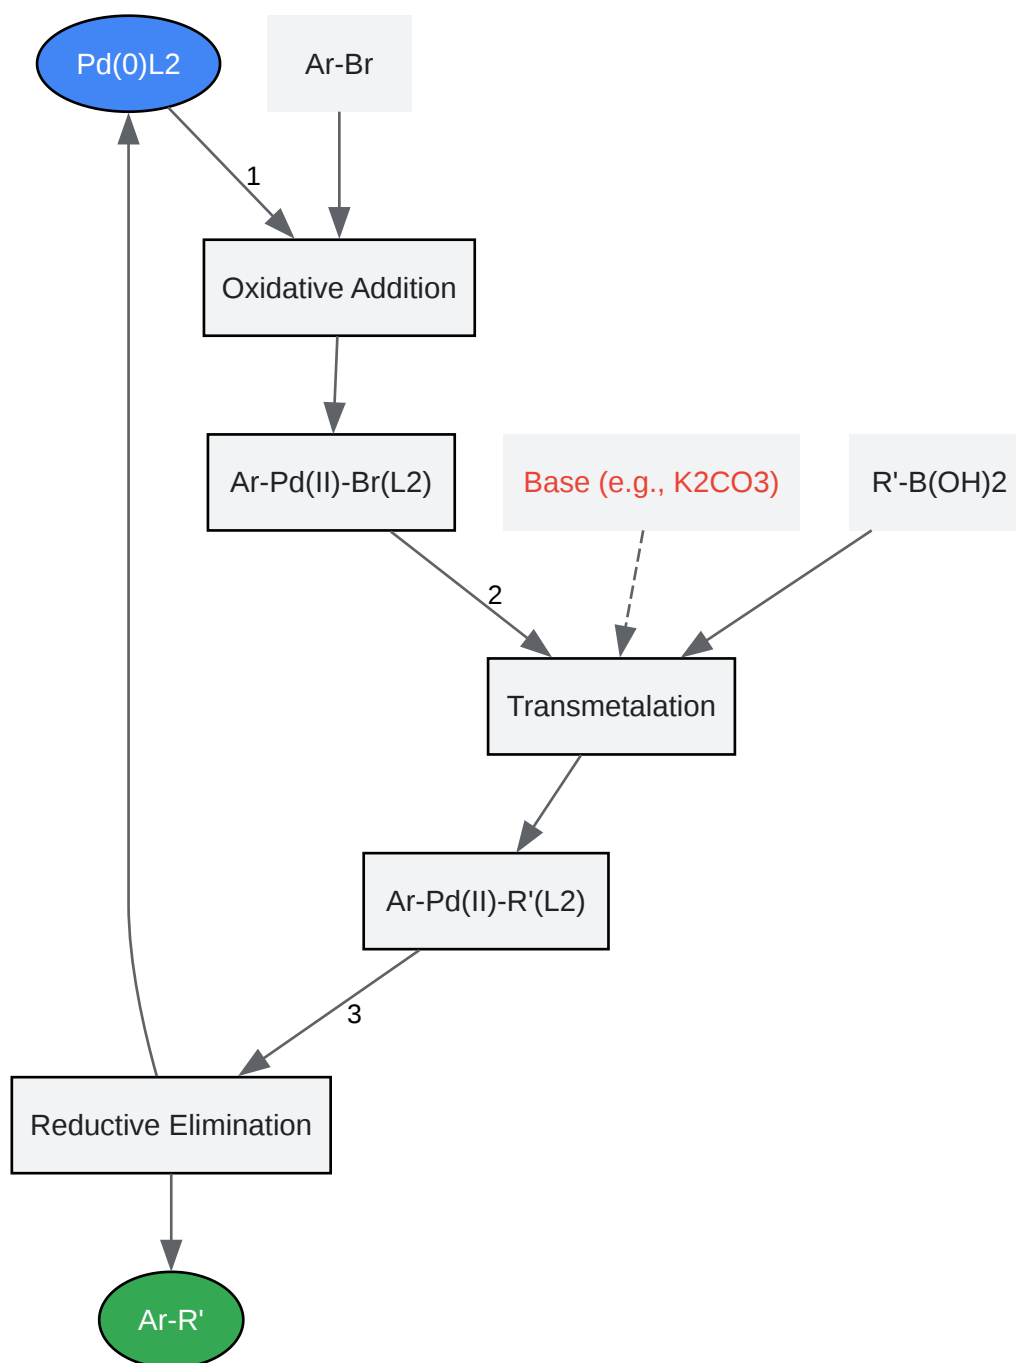 Pd(0)L2
Ar-Br
1
Oxidative Addition
Ar-Pd(II)-Br(L2)
Base (e.g., K2CO3)
R'-B(OH)2
2
Transmetalation
Ar-Pd(II)-R'(L2)
3
Reductive Elimination
Ar-R'